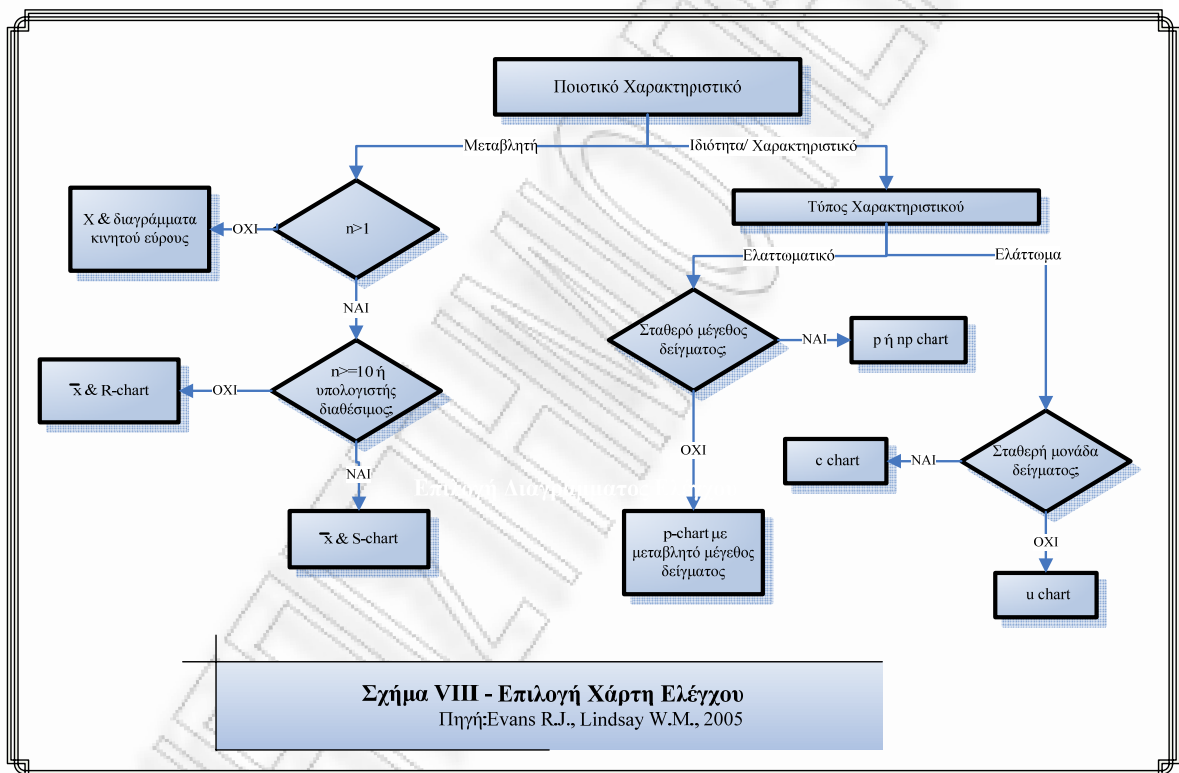 Ποιοτικό Χαρακτηριστικό
Μεταβλητή
Ιδιότητα/ Χαρακτηριστικό
Χ & διαγράμματα
κινητού εύρους
ΟΧΙ
n>1
Τύπος Χαρακτηριστικού
Ελαττωματικό
Ελάττωμα
ΝΑΙ
Σταθερό μέγεθος
δείγματος;
ΝΑΙ
p ή np chart
x̄ & R-chart
ΟΧΙ
n>=10 ή
υπολογιστής
διαθέσιμος;
ΟΧΙ
c chart
ΝΑΙ
Σταθερή μονάδα
δείγματος;
ΝΑΙ
x̄ & S-chart
p-chart με
μεταβλητό μέγεθος
δείγματος
ΟΧΙ
u chart
Σχήμα VIII - Επιλογή Χάρτη Ελέγχου
Πηγή:Evans R.J., Lindsay W.M., 2005